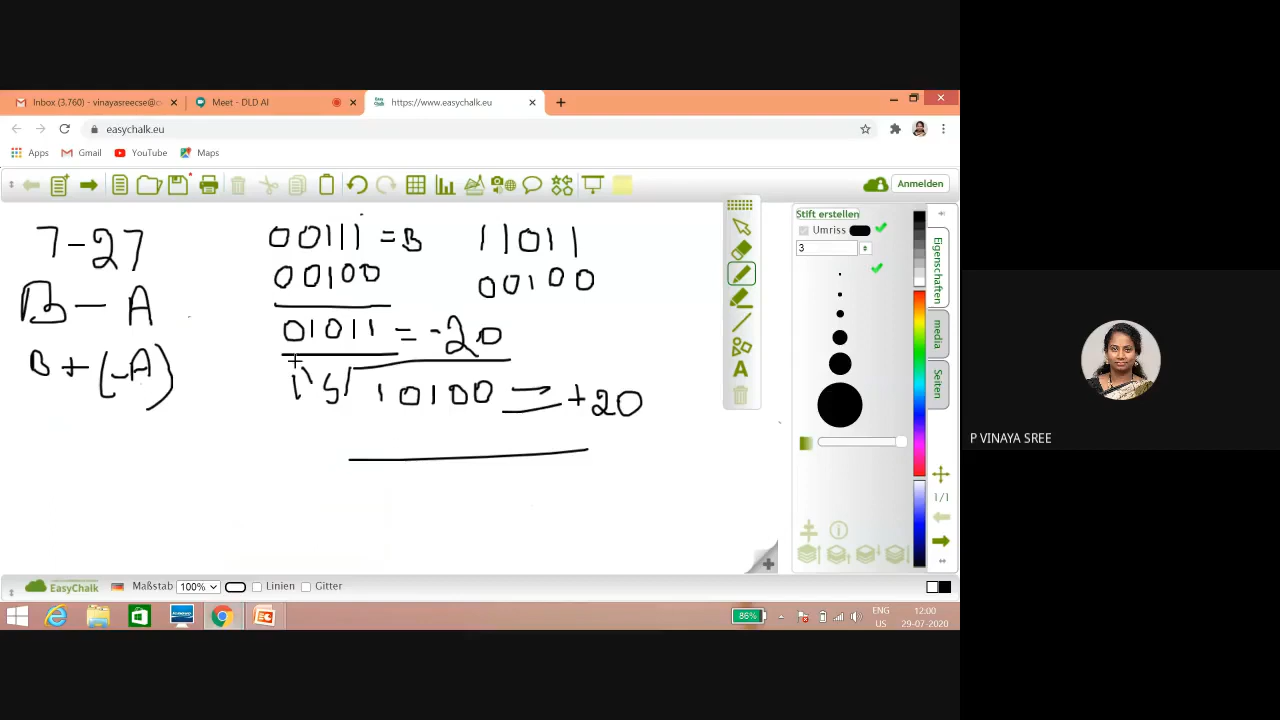 Inbox (3.760) - vinayasreecse@c
Meet - DLD AI
https://www.easychalk.eu
easychalk.eu
Apps
Gmail
YouTube
Maps
Anmelden
7-27
B - A
B + (-A)
00111 = B
00100
01011 = -20
1's 10100 = +20
11011
00100
A
Stift erstellen
Umriss
3
Eigenschaften
media
Seiten
1/1
P VINAYA SREE
EasyChalk
Maßstab
100%
Linien
Gitter
86%
ENG
US
12:00
29-07-2020